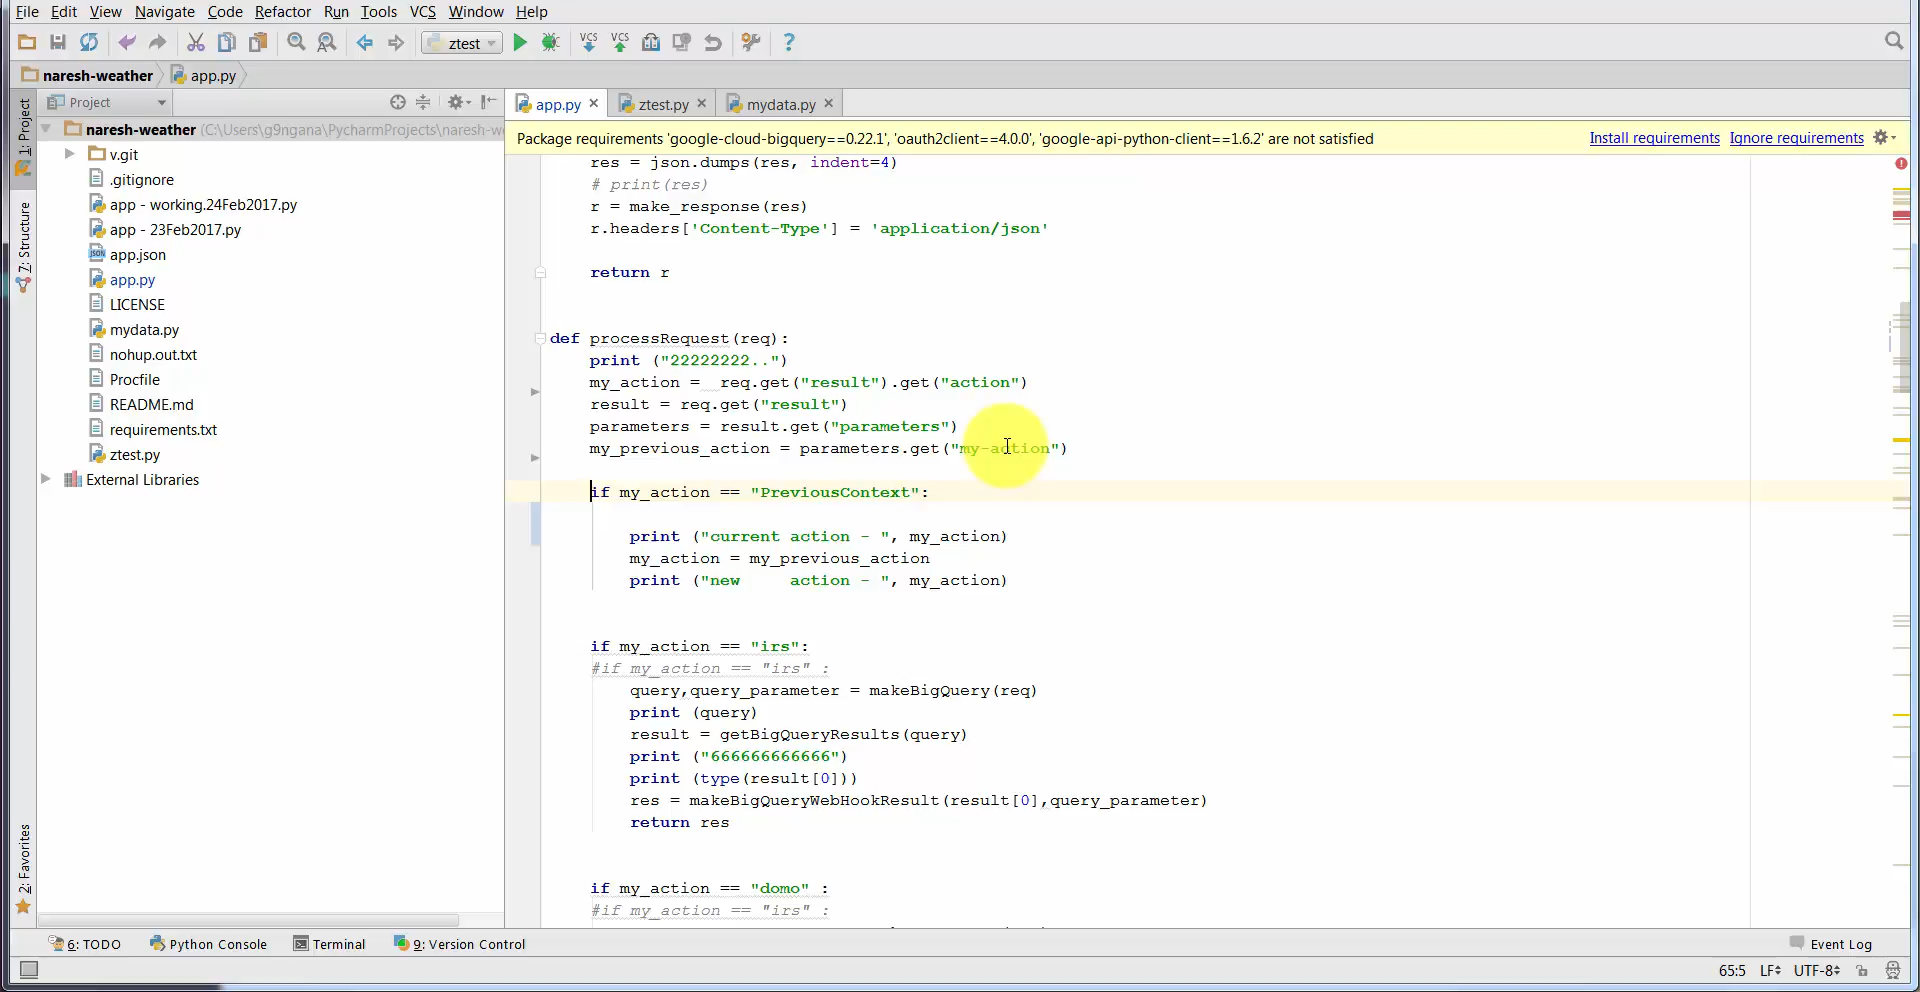 File Edit View Navigate Code Refactor Run Tools VCS Window Help
ztest VCS VCS ?
naresh-weather app.py
Project
app.py ztest.py mydata.py
1: Project
7: Structure
2: Favorites
naresh-weather (C:\Users\g9ngana\PycharmProjects\naresh-we
v.git
.gitignore
app - working.24Feb2017.py
app - 23Feb2017.py
JSON app.json
app.py
LICENSE
mydata.py
nohup.out.txt
Procfile
README.md
requirements.txt
ztest.py
External Libraries
Package requirements 'google-cloud-bigquery==0.22.1', 'oauth2client==4.0.0', 'google-api-python-client==1.6.2' are not satisfied Install requirements Ignore requirements
res = json.dumps(res, indent=4)
# print(res)
r = make_response(res)
r.headers['Content-Type'] = 'application/json'
return r
def processRequest(req):
print ("22222222..")
my_action =  req.get("result").get("action")
result = req.get("result")
parameters = result.get("parameters")
my_previous_action = parameters.get("my-action")
if my_action == "PreviousContext":
print ("current action - ", my_action)
my_action = my_previous_action
print ("new     action - ", my_action)
if my_action == "irs":
#if my_action == "irs" :
query,query_parameter = makeBigQuery(req)
print (query)
result = getBigQueryResults(query)
print ("666666666666")
print (type(result[0]))
res = makeBigQueryWebHookResult(result[0],query_parameter)
return res
if my_action == "domo" :
#if my_action == "irs" :
6: TODO Python Console Terminal 9: Version Control Event Log
65:5 LF UTF-8